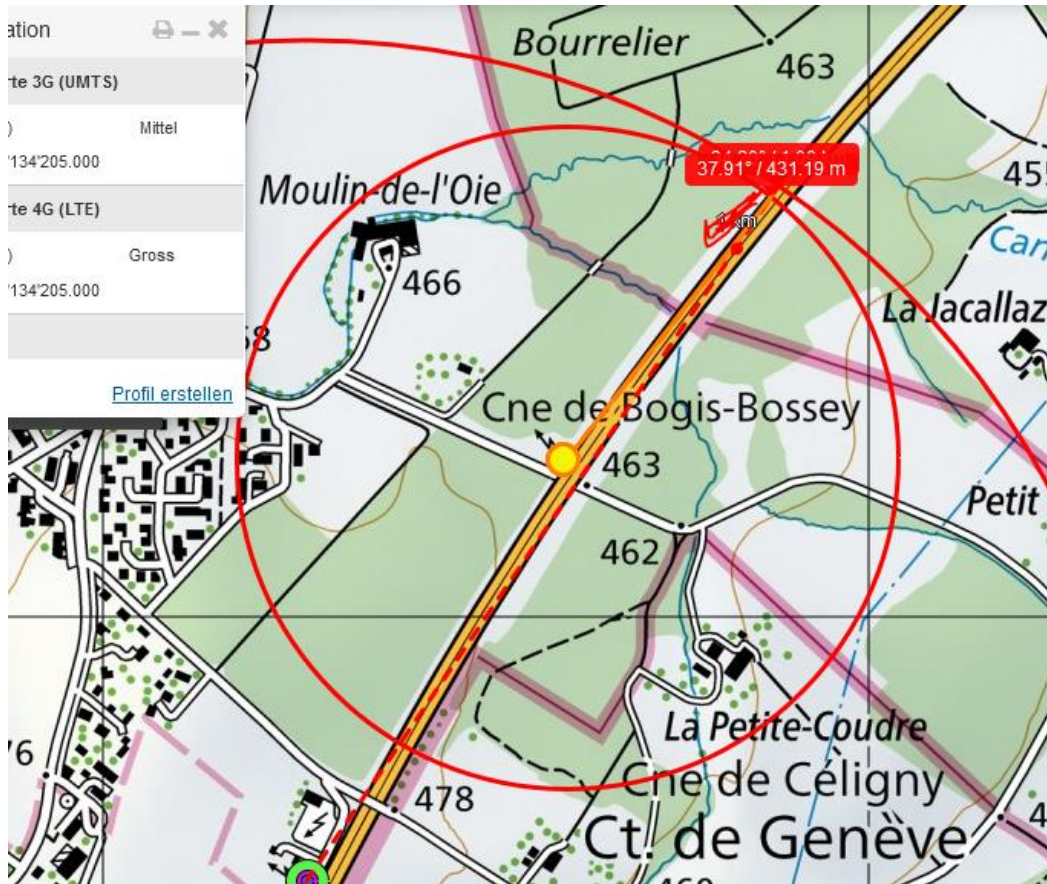 ation
rte 3G (UMTS)
) Mittel
'134'205.000
rte 4G (LTE)
) Gross
'134'205.000
Profil erstellen
Bourrelier
463
37.91° / 431.19 m
Moulin-de-l'Oie
466
455
Can
La Jacallaz
Cne de Bogis-Bossey
463
Petit
462
La Petite-Coudre
Cne de Céligny
478
Ct. de Genève